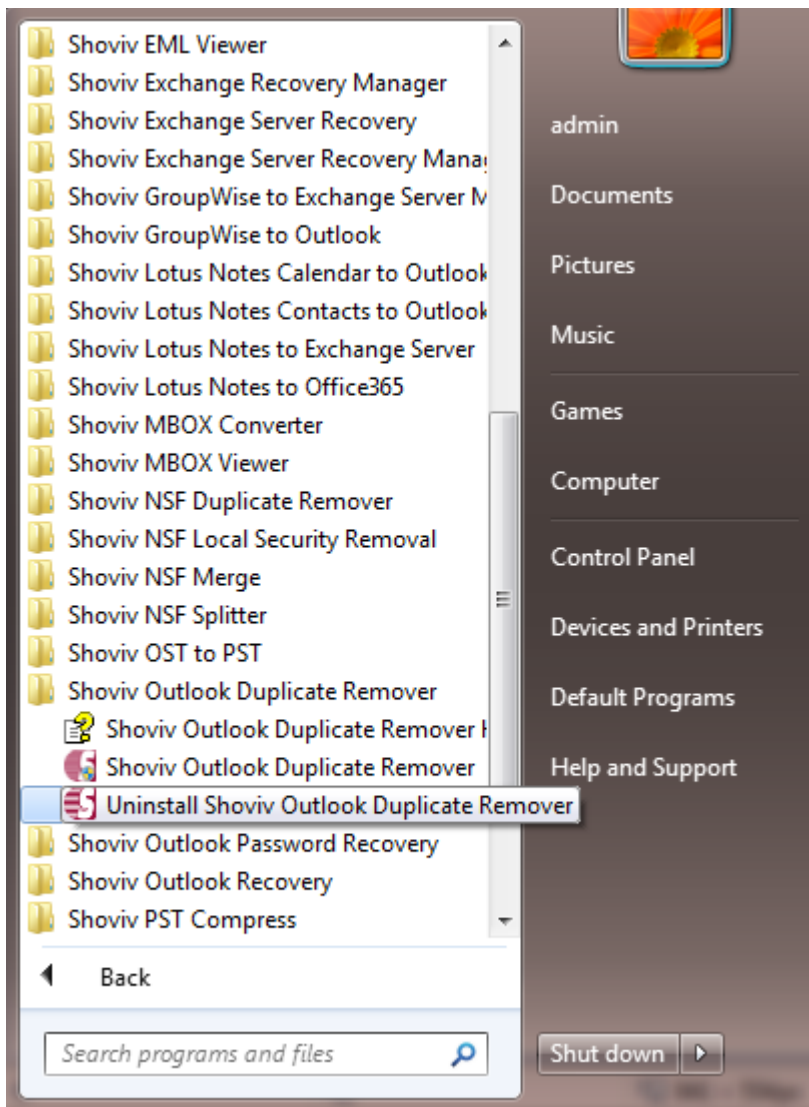 Shoviv EML Viewer
Shoviv Exchange Recovery Manager
Shoviv Exchange Server Recovery
Shoviv Exchange Server Recovery
Shoviv GroupWise to Exchange Server
Shoviv GroupWise to Outlook
Shoviv Lotus Notes Calendar to Outlook
Shoviv Lotus Notes Contacts to Outlook
Shoviv Lotus Notes to Exchange Server
Shoviv Lotus Notes to Office365
Shoviv MBOX Converter
Shoviv MBOX Viewer
Shoviv NSF Duplicate Remover
Shoviv NSF Local Security Removal
Shoviv NSF Merge
Shoviv NSF Splitter
Shoviv OST to PST
Shoviv Outlook Duplicate Remover
Shoviv Outlook Duplicate Remover
Shoviv Outlook Duplicate Remover
Uninstall Shoviv Outlook Duplicate Remover
Shoviv Outlook Password Recovery
Shoviv Outlook Recovery
Shoviv PST Compress
Back
Search programs and files
admin
Documents
Pictures
Music
Games
Computer
Control Panel
Devices and Printers
Default Programs
Help and Support
Shut down